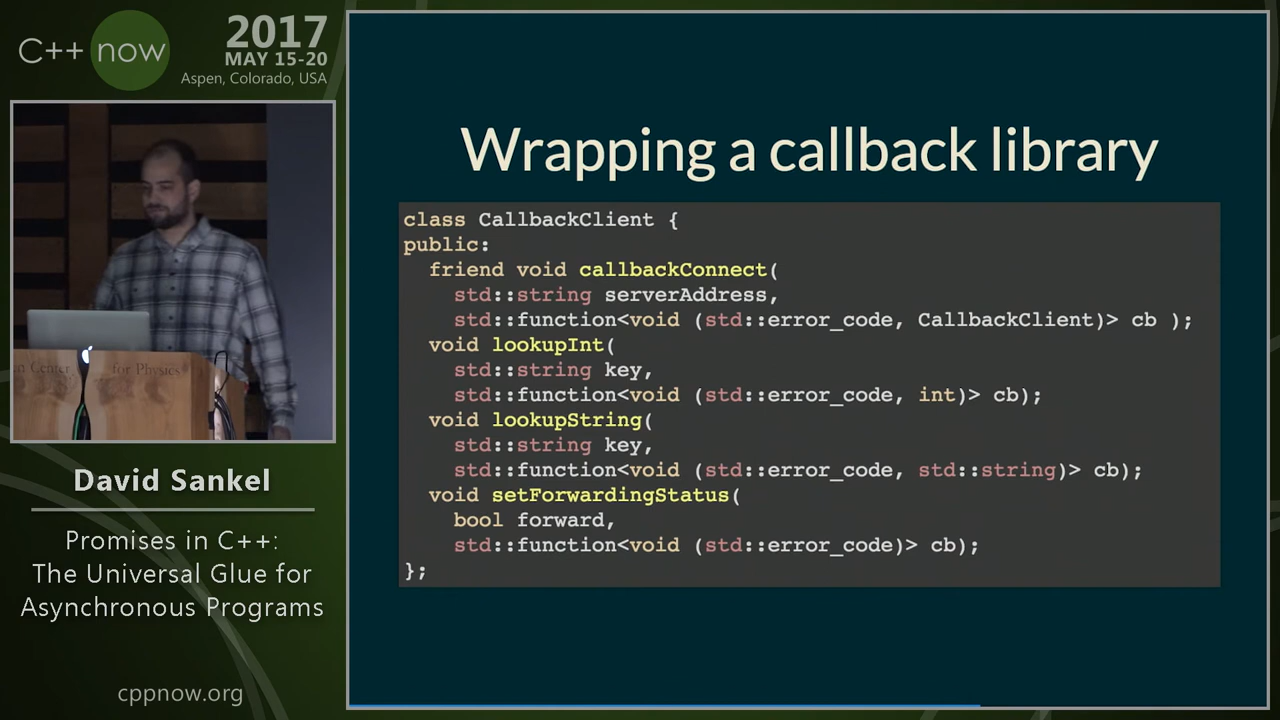 C++ now
2017
MAY 15-20
Aspen, Colorado, USA
n Center for Physics
David Sankel
Promises in C++:
The Universal Glue for
Asynchronous Programs
cppnow.org
Wrapping a callback library
class CallbackClient {
public:
  friend void callbackConnect(
    std::string serverAddress,
    std::function<void (std::error_code, CallbackClient)> cb );
  void lookupInt(
    std::string key,
    std::function<void (std::error_code, int)> cb);
  void lookupString(
    std::string key,
    std::function<void (std::error_code, std::string)> cb);
  void setForwardingStatus(
    bool forward,
    std::function<void (std::error_code)> cb);
};